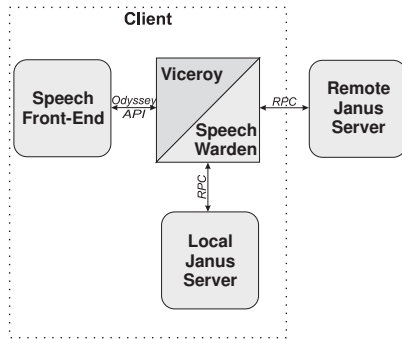 Client
Speech
Front-End
Odyssey
API
Viceroy
Speech
Warden
RPC
Remote
Janus
Server
RPC
Local
Janus
Server